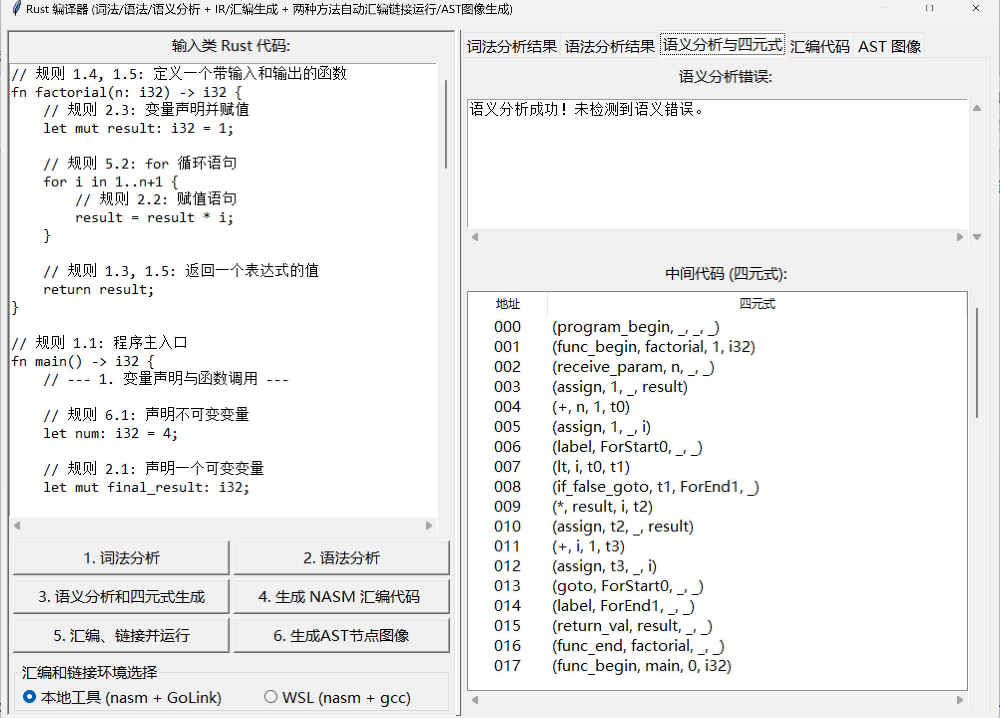 Rust 编译器 (词法/语法/语义分析 + IR/汇编生成 + 两种方法自动汇编链接运行/AST图像生成)
输入类 Rust 代码:
// 规则 1.4, 1.5: 定义一个带输入和输出的函数
fn factorial(n: i32) -> i32 {
    // 规则 2.3: 变量声明并赋值
    let mut result: i32 = 1;
    // 规则 5.2: for 循环语句
    for i in 1..n+1 {
        // 规则 2.2: 赋值语句
        result = result * i;
    }
    // 规则 1.3, 1.5: 返回一个表达式的值
    return result;
}
// 规则 1.1: 程序主入口
fn main() -> i32 {
    // --- 1. 变量声明与函数调用 ---
    // 规则 6.1: 声明不可变变量
    let num: i32 = 4;
    // 规则 2.1: 声明一个可变变量
    let mut final_result: i32;
1. 词法分析
2. 语法分析
3. 语义分析和四元式生成
4. 生成 NASM 汇编代码
5. 汇编、链接并运行
6. 生成AST节点图像
汇编和链接环境选择
本地工具 (nasm + GoLink)
WSL (nasm + gcc)
词法分析结果 语法分析结果 语义分析与四元式 汇编代码 AST 图像
语义分析错误:
语义分析成功！未检测到语义错误。
中间代码 (四元式):
地址 四元式
000 (program_begin, _, _, _)
001 (func_begin, factorial, 1, i32)
002 (receive_param, n, _, _)
003 (assign, 1, _, result)
004 (+, n, 1, t0)
005 (assign, 1, _, i)
006 (label, ForStart0, _, _)
007 (lt, i, t0, t1)
008 (if_false_goto, t1, ForEnd1, _)
009 (*, result, i, t2)
010 (assign, t2, _, result)
011 (+, i, 1, t3)
012 (assign, t3, _, i)
013 (goto, ForStart0, _, _)
014 (label, ForEnd1, _, _)
015 (return_val, result, _, _)
016 (func_end, factorial, _, _)
017 (func_begin, main, 0, i32)